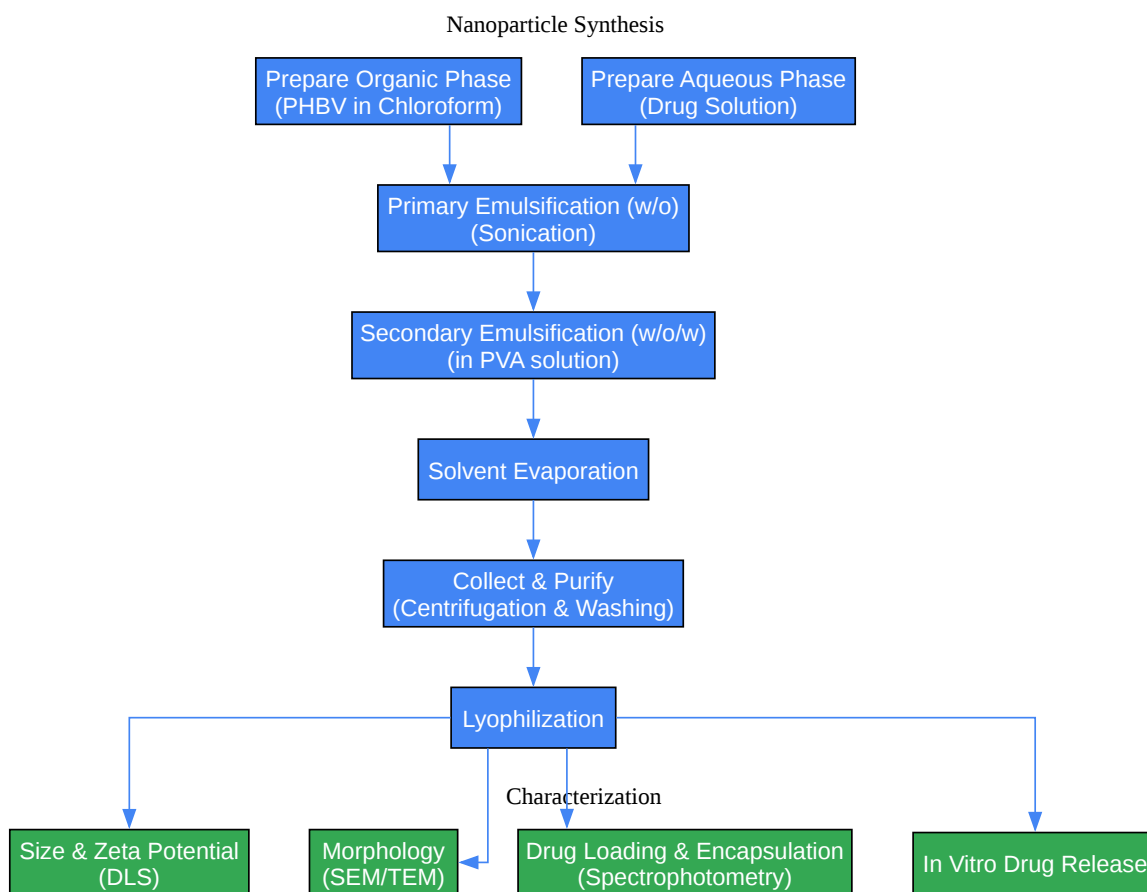 Nanoparticle Synthesis
Prepare Organic Phase
(PHBV in Chloroform)
Prepare Aqueous Phase
(Drug Solution)
Primary Emulsification (w/o)
(Sonication)
Secondary Emulsification (w/o/w)
(in PVA solution)
Solvent Evaporation
Collect & Purify
(Centrifugation & Washing)
Lyophilization
Characterization
Size & Zeta Potential
(DLS)
Morphology
(SEM/TEM)
Drug Loading & Encapsulation
(Spectrophotometry)
In Vitro Drug Release